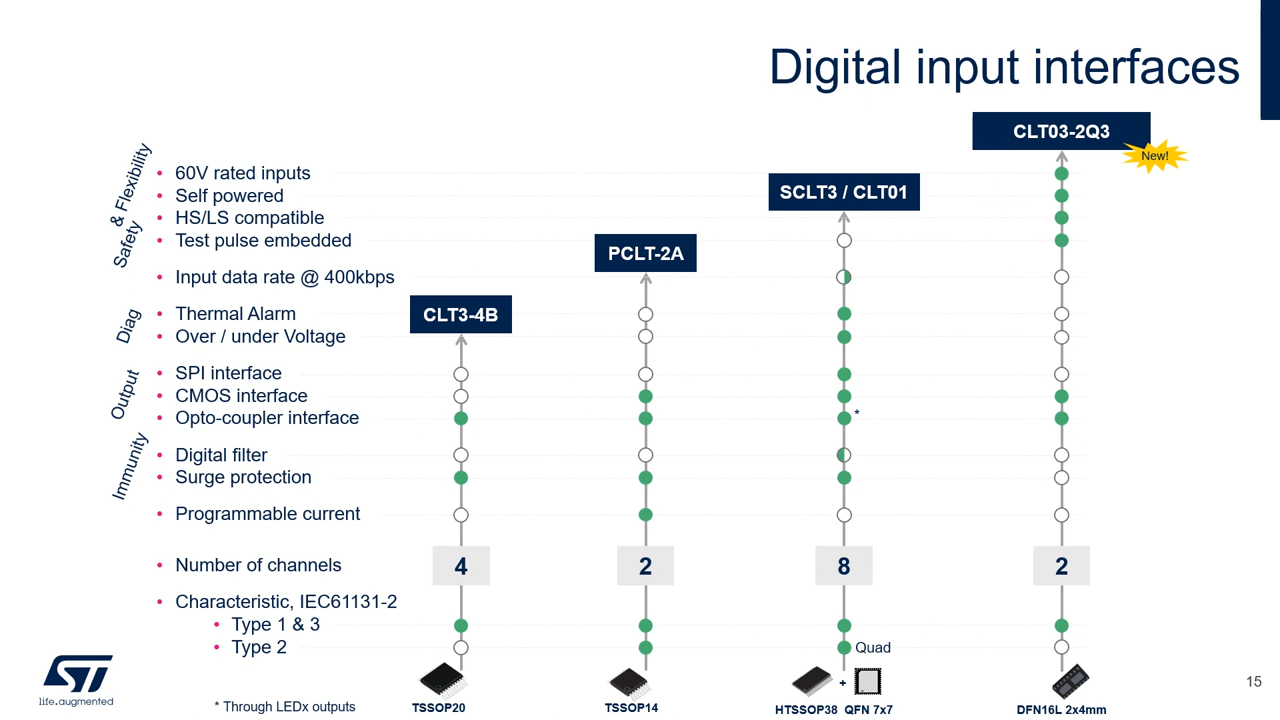 Digital input interfaces
CLT03-2Q3
New!
SCLT3 / CLT01
PCLT-2A
CLT3-4B
Safety & Flexibility
• 60V rated inputs
• Self powered
• HS/LS compatible
• Test pulse embedded
• Input data rate @ 400kbps
Diag
• Thermal Alarm
• Over / under Voltage
Output
• SPI interface
• CMOS interface
• Opto-coupler interface
*
Immunity
• Digital filter
• Surge protection
• Programmable current
• Number of channels
4 2 8 2
• Characteristic, IEC61131-2
• Type 1 & 3
• Type 2
Quad
ST
life.augmented
+
15
* Through LEDx outputs
TSSOP20
TSSOP14
HTSSOP38 QFN 7x7
DFN16L 2x4mm